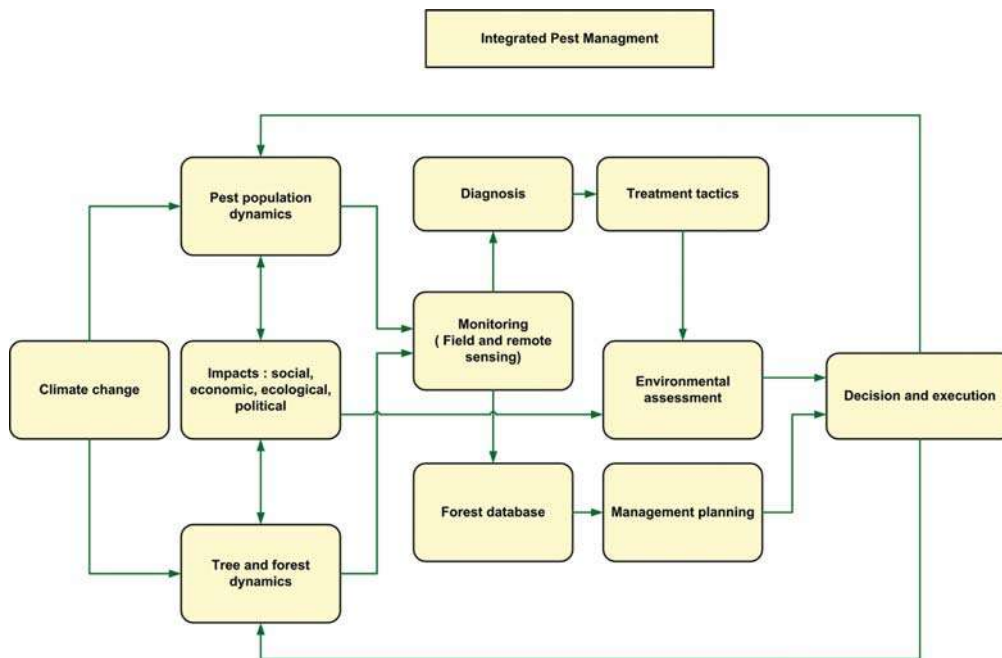 Integrated Pest Managment
Pest population
dynamics
Diagnosis
Treatment tactics
Monitoring
( Field and remote
sensing)
Climate change
Impacts : social,
economic, ecological,
political
Environmental
assessment
Decision and execution
Forest database
Management planning
Tree and forest
dynamics